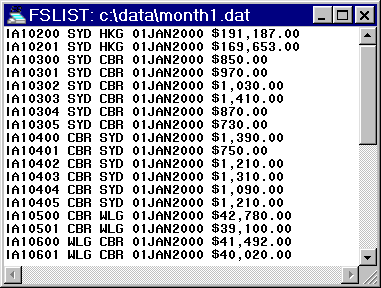 FSLIST: c:\data\month1.dat
IA10200 SYD HKG 01JAN2000 $191,187.00
IA10201 SYD HKG 01JAN2000 $169,653.00
IA10300 SYD CBR 01JAN2000 $850.00
IA10301 SYD CBR 01JAN2000 $970.00
IA10302 SYD CBR 01JAN2000 $1,030.00
IA10303 SYD CBR 01JAN2000 $1,410.00
IA10304 SYD CBR 01JAN2000 $870.00
IA10305 SYD CBR 01JAN2000 $730.00
IA10400 CBR SYD 01JAN2000 $1,390.00
IA10401 CBR SYD 01JAN2000 $750.00
IA10402 CBR SYD 01JAN2000 $1,210.00
IA10403 CBR SYD 01JAN2000 $1,310.00
IA10404 CBR SYD 01JAN2000 $1,090.00
IA10405 CBR SYD 01JAN2000 $1,210.00
IA10500 CBR WLG 01JAN2000 $42,780.00
IA10501 CBR WLG 01JAN2000 $39,100.00
IA10600 WLG CBR 01JAN2000 $41,492.00
IA10601 WLG CBR 01JAN2000 $40,020.00